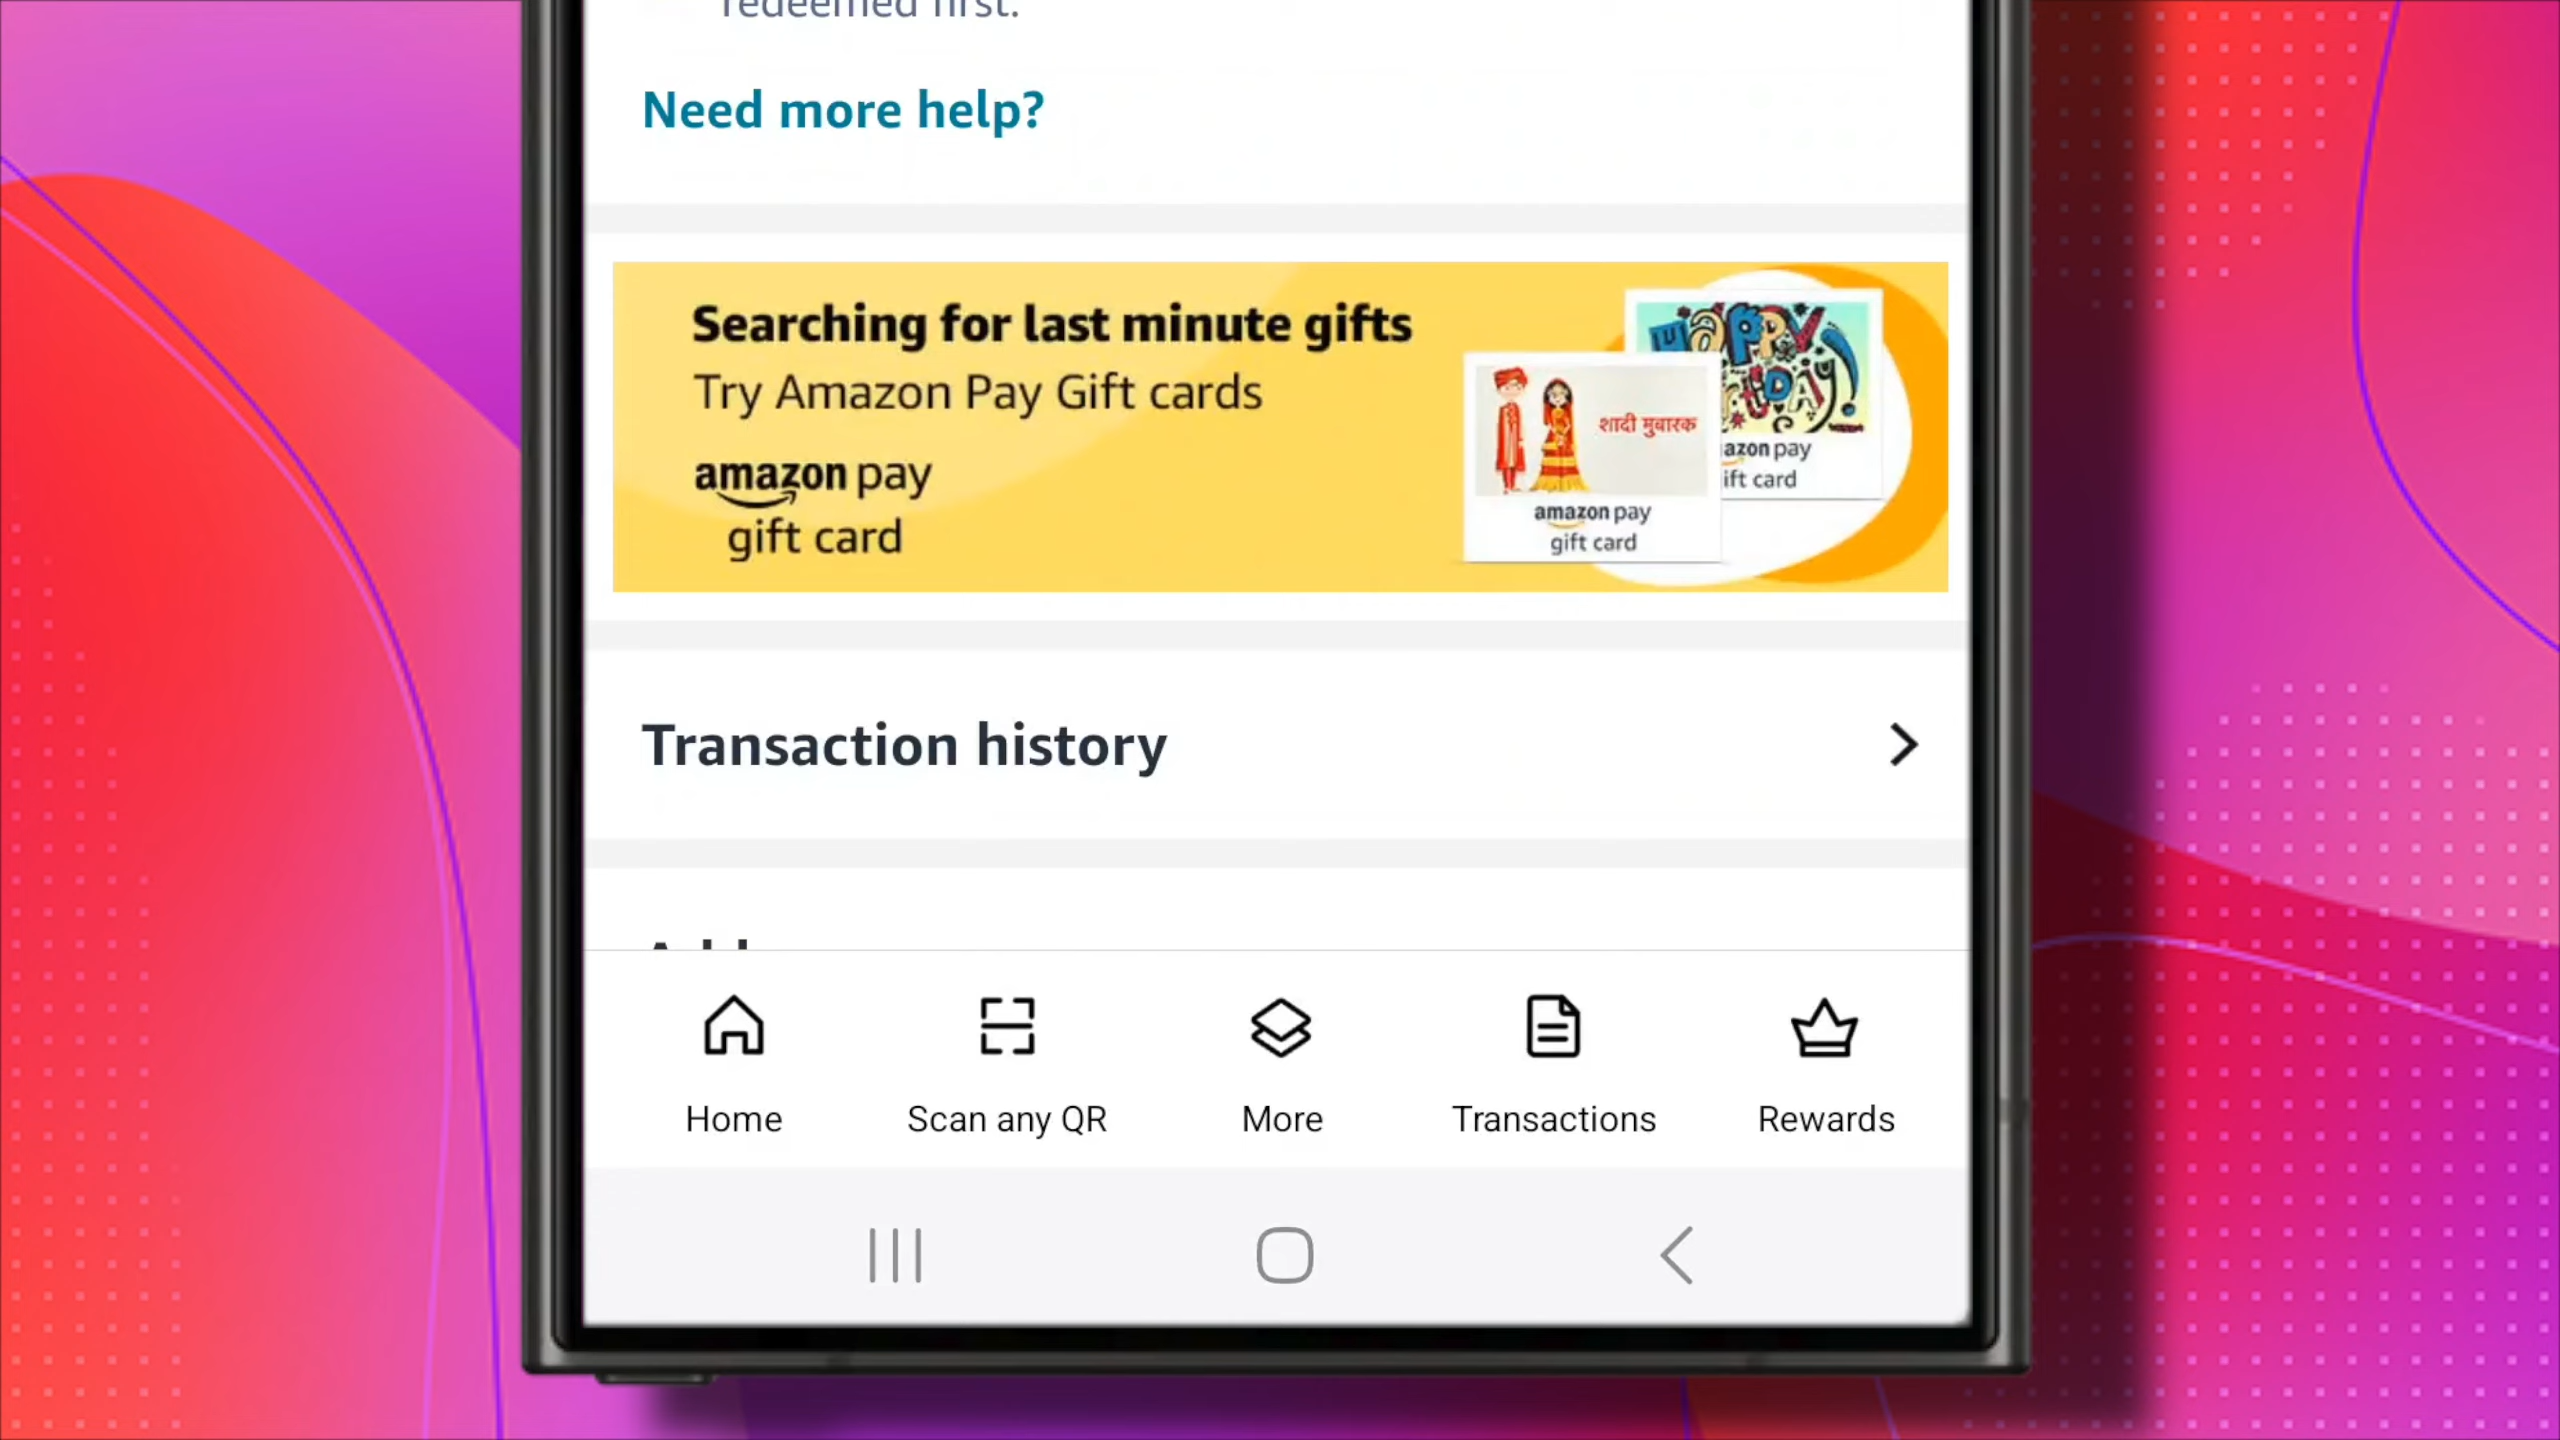 redeemed first.
Need more help?
Searching for last minute gifts
Try Amazon Pay Gift cards
amazon pay
gift card
HAPPY
शादी मुबारक
amazon pay
gift card
azon pay
ift card
Transaction history
Home
Scan any QR
More
Transactions
Rewards